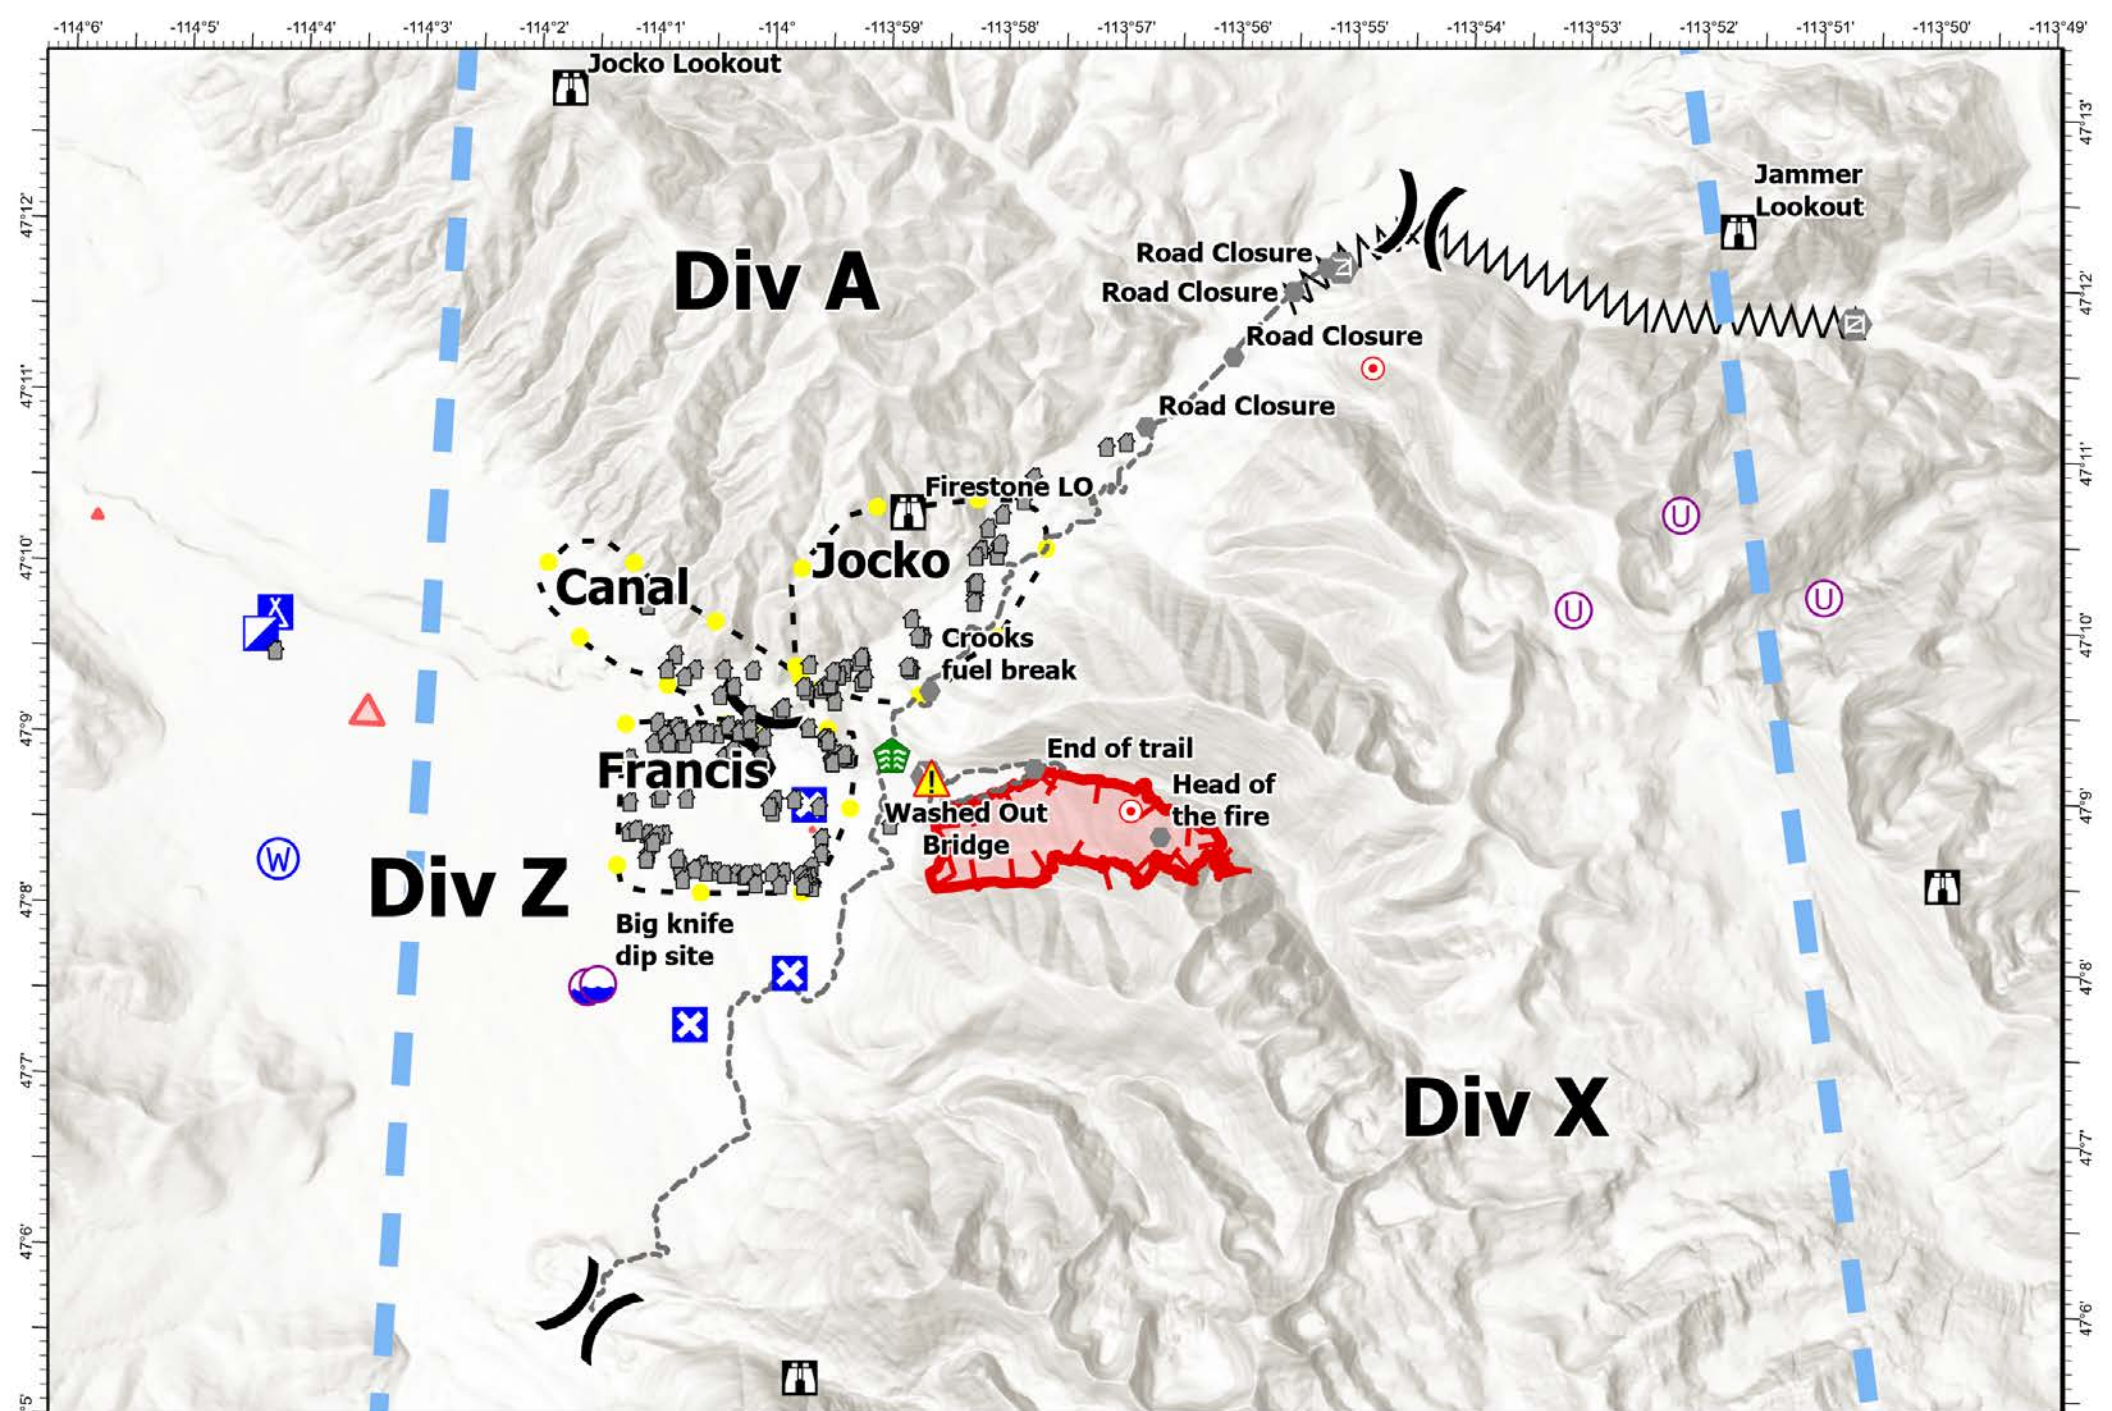 -114°6' -114°5' -114°4' -114°3' -114°2' -114°1' -114° -113°59' -113°58' -113°57' -113°56' -113°55' -113°54' -113°53' -113°52' -113°51' -113°50' -113°49'
Jocko Lookout
47°13'
Jammer
Lookout
47°12'
Road Closure
Div A
47°12'
Road Closure
Road Closure
47°11'
Road Closure
47°11'
Firestone LO
U
47°10'
Jocko
Canal
U
U
47°10'
Crooks
fuel break
47°9'
End of trail
Francis
Head of
the fire
47°9'
!
Washed Out
Bridge
W
Div Z
47°8'
Big knife
dip site
47°8'
47°7'
Div X
47°7'
47°6'
47°6'
5'